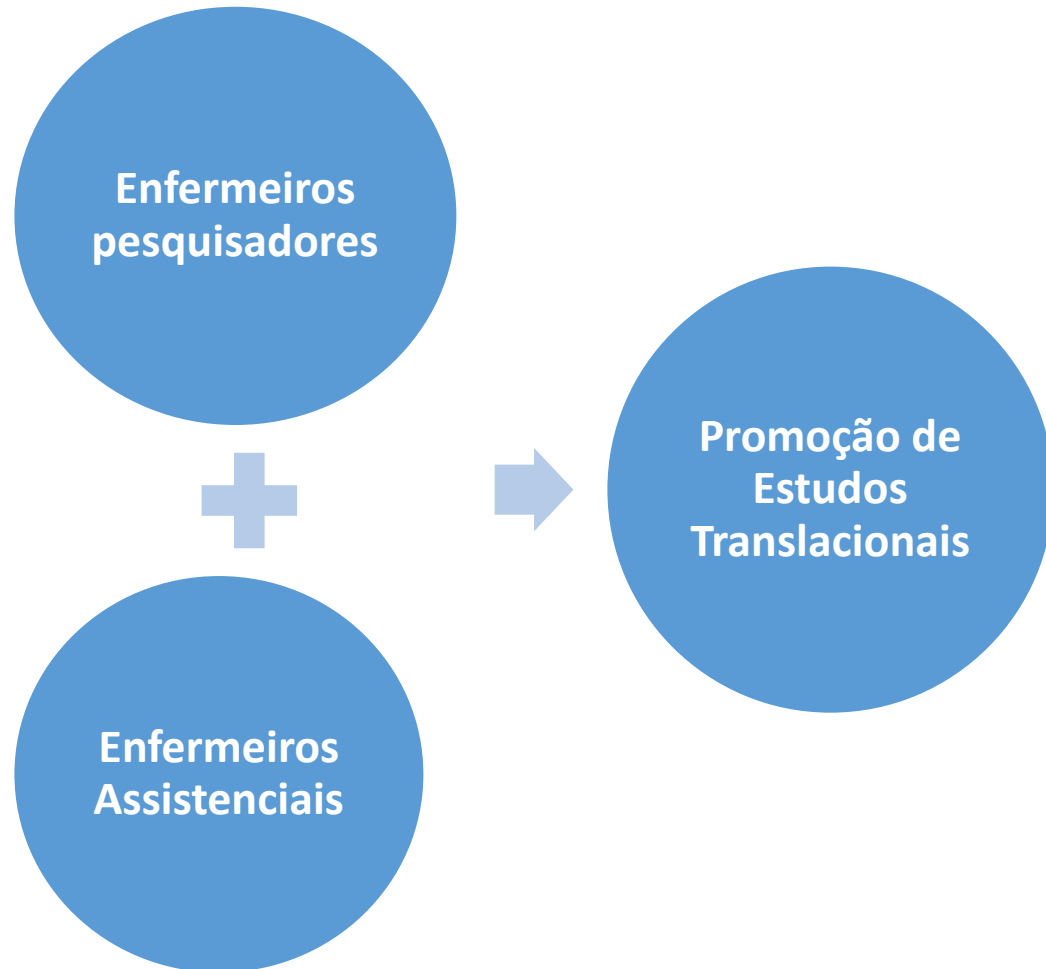 Enfermeiros
pesquisadores
Promoção de
Estudos
Translacionais
Enfermeiros
Assistenciais